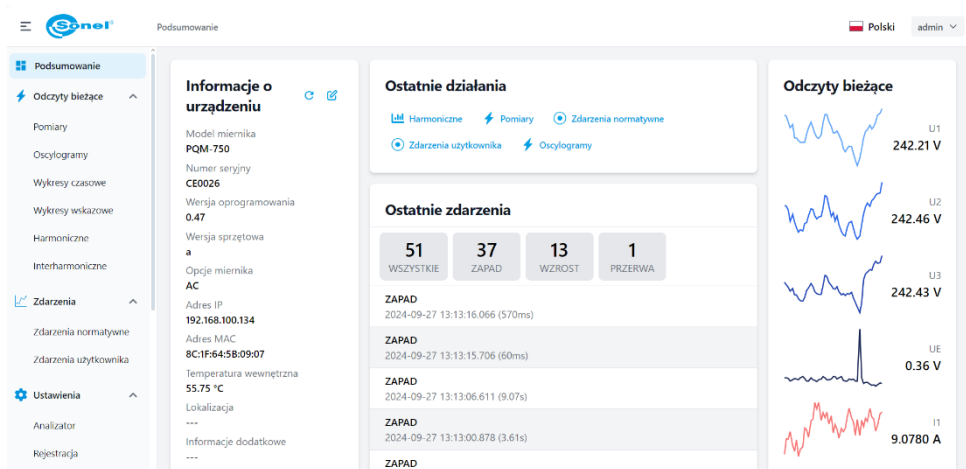 Sonel®
Podsumowanie
Polski
admin
Podsumowanie
Odczyty bieżące
Pomiary
Oscylogramy
Wykresy czasowe
Wykresy wskazowe
Harmoniczne
Interharmoniczne
Zdarzenia
Zdarzenia normatywne
Zdarzenia użytkownika
Ustawienia
Analizator
Rejestracja
Informacje o
urządzeniu
Model miernika
PQM-750
Numer seryjny
CE0026
Wersja oprogramowania
0.47
Wersja sprzętowa
a
Opcje miernika
AC
Adres IP
192.168.100.134
Adres MAC
8C:1F:64:5B:09:07
Temperatura wewnętrzna
55.75 °C
Lokalizacja
---
Informacje dodatkowe
---
Ostatnie działania
Harmoniczne Pomiary Zdarzenia normatywne
Zdarzenia użytkownika Oscylogramy
Ostatnie zdarzenia
51 37 13 1
WSZYSTKIE ZAPAD WZROST PRZERWA
ZAPAD
2024-09-27 13:13:16.066 (570ms)
ZAPAD
2024-09-27 13:13:15.706 (60ms)
ZAPAD
2024-09-27 13:13:06.611 (9.07s)
ZAPAD
2024-09-27 13:13:00.878 (3.61s)
ZAPAD
Odczyty bieżące
U1
242.21 V
U2
242.46 V
U3
242.43 V
UE
0.36 V
I1
9.0780 A